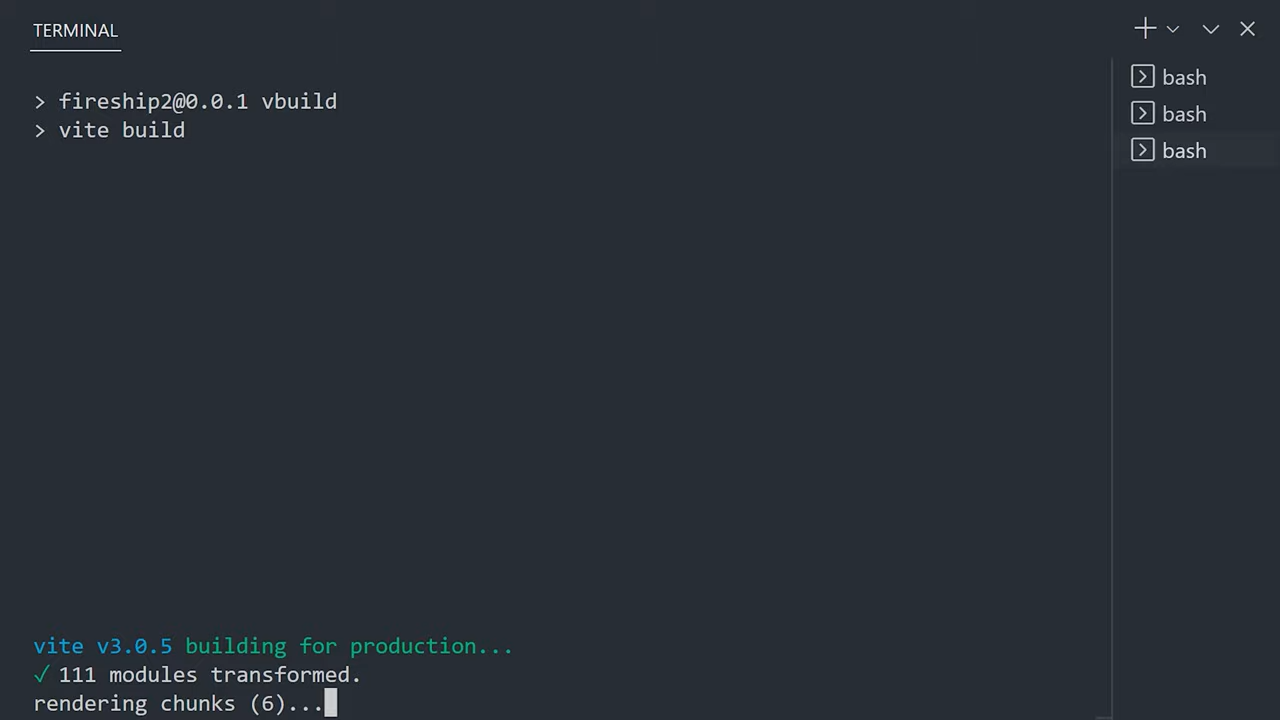 TERMINAL
> fireship2@0.0.1 vbuild
> vite build
vite v3.0.5 building for production...
✓ 111 modules transformed.
rendering chunks (6)...
bash
bash
bash